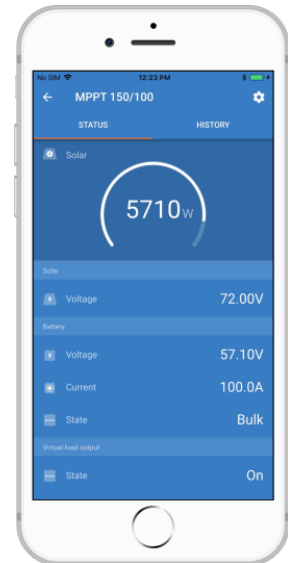 No SIM 12:23 PM
MPPT 150/100
STATUS HISTORY
Solar
5710W
Solar
Voltage 72.00V
Battery
Voltage 57.10V
Current 100.0A
State Bulk
Virtual load output
State On